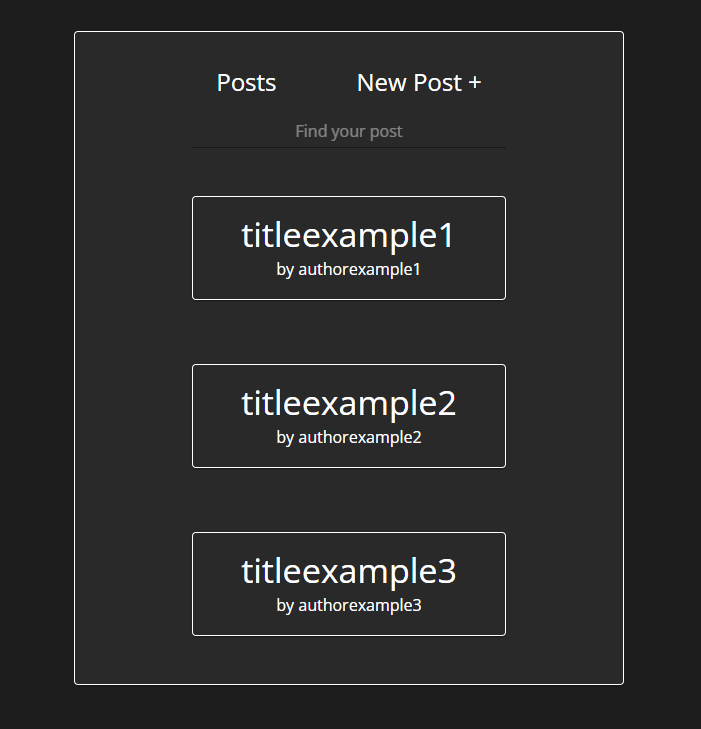 Posts New Post +
Find your post
titleexample1
by authorexample1
titleexample2
by authorexample2
titleexample3
by authorexample3